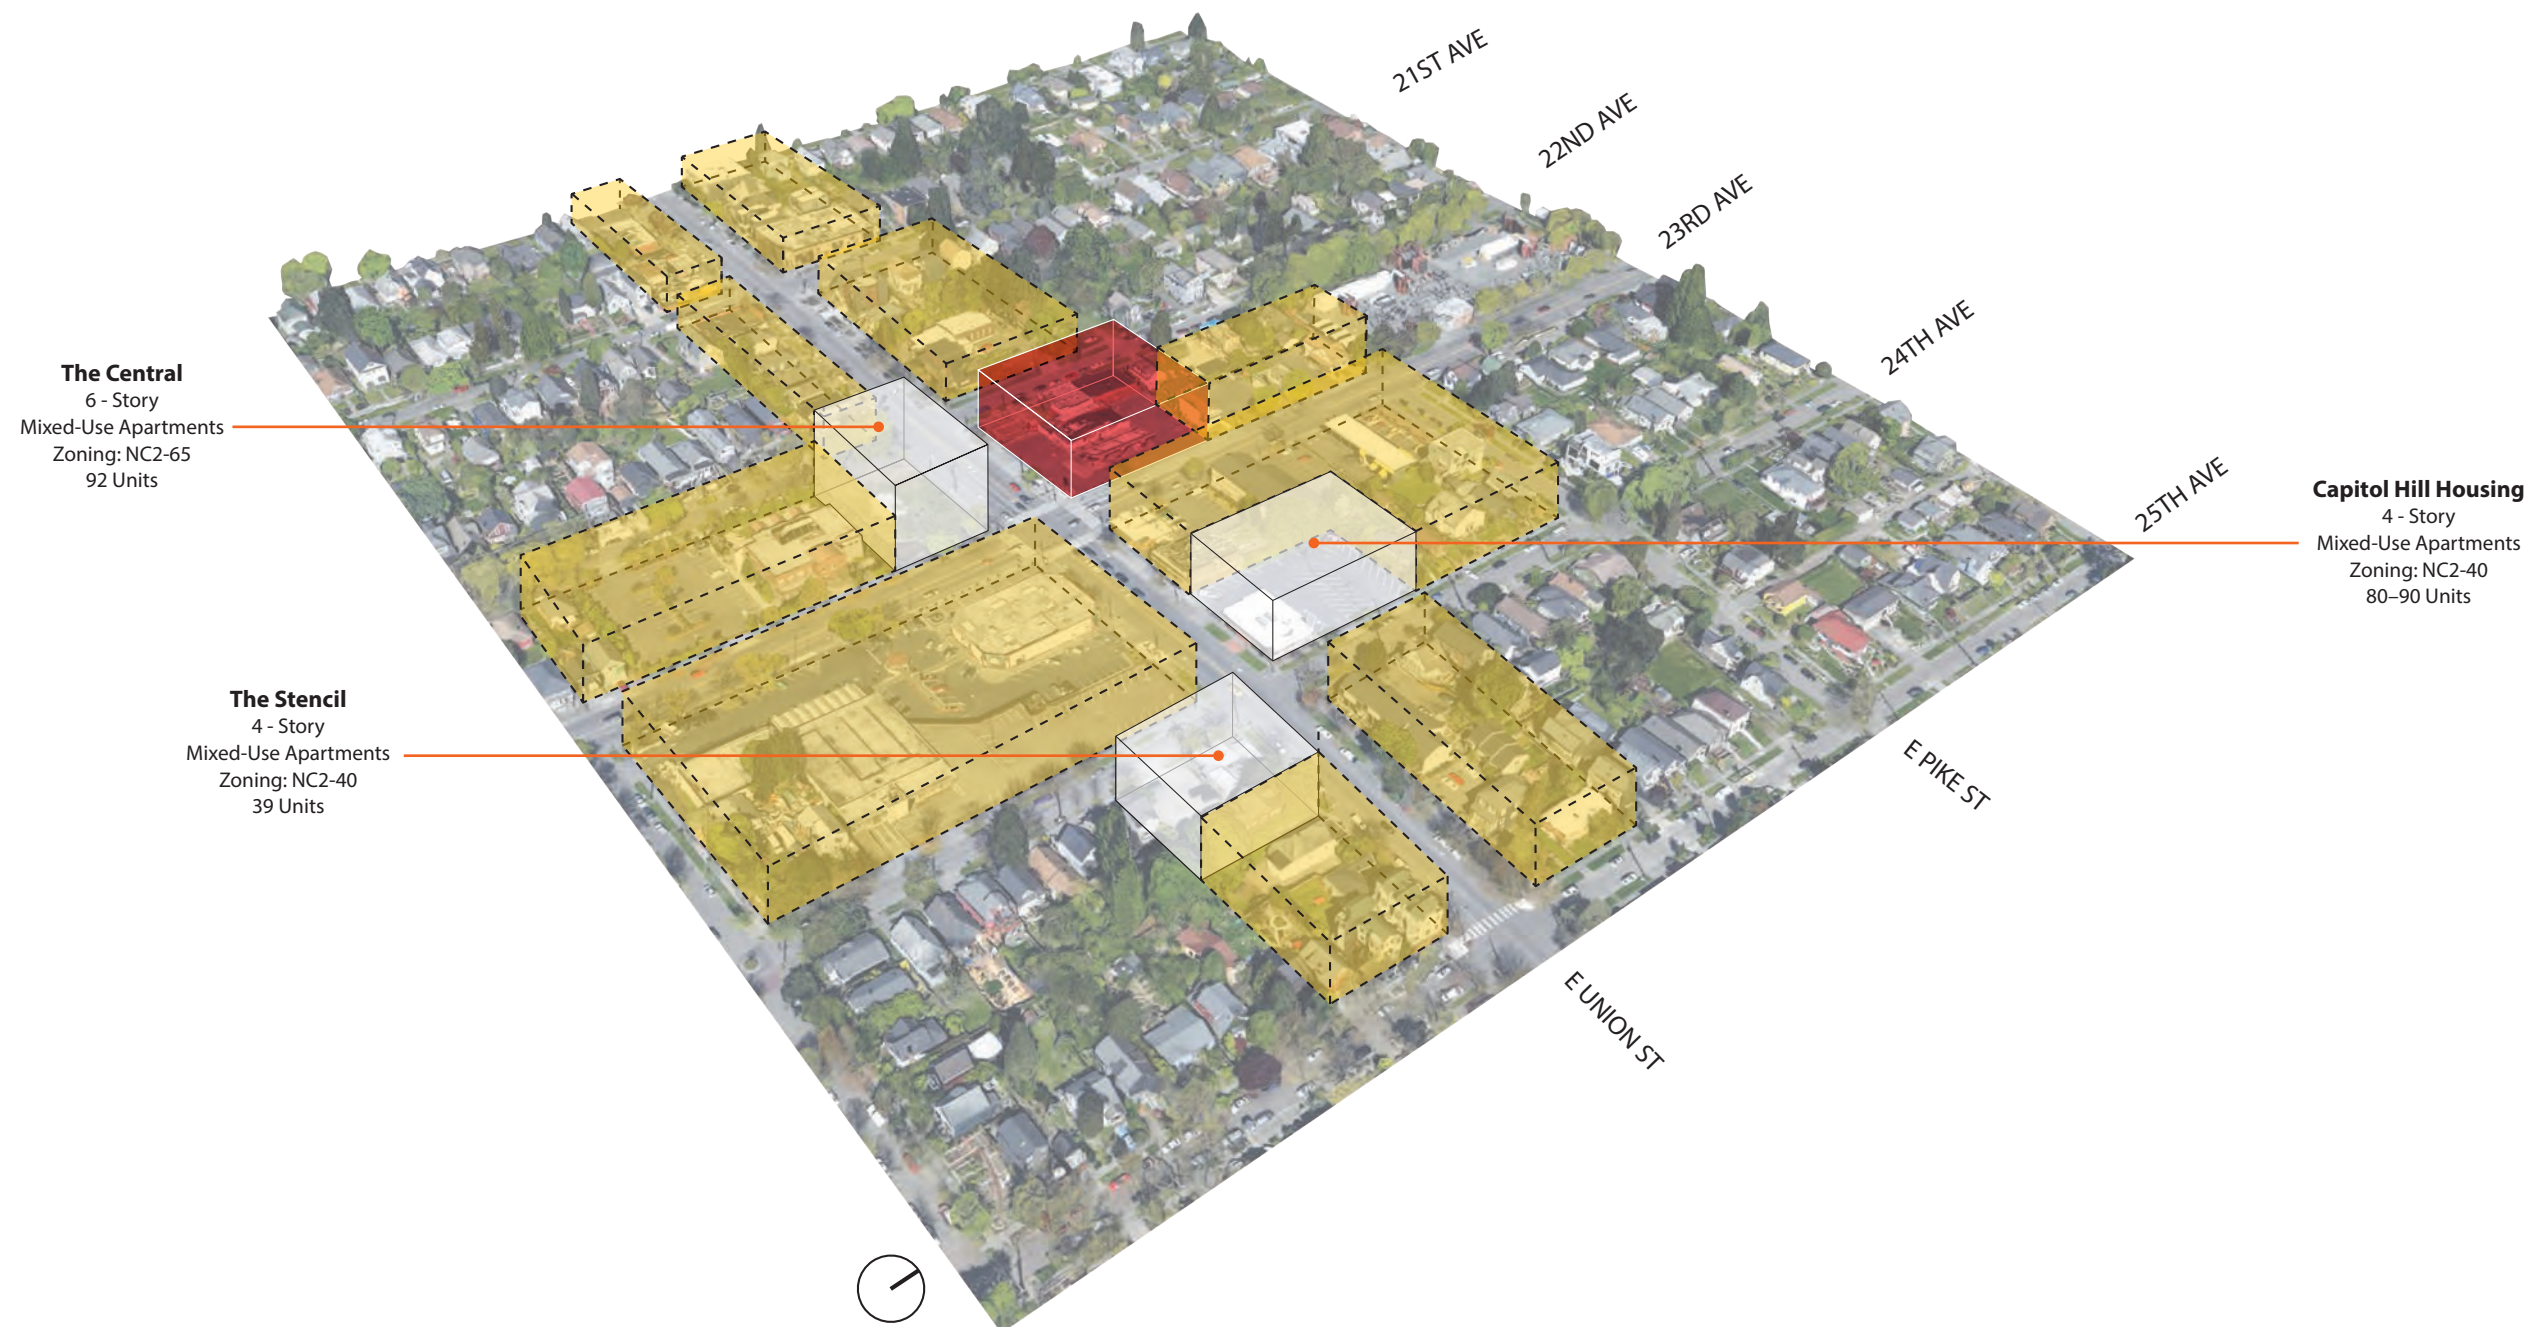 21ST AVE
22ND AVE
23RD AVE
24TH AVE
25TH AVE
The Central
6 - Story
Mixed-Use Apartments
Zoning: NC2-65
92 Units
Capitol Hill Housing
4 - Story
Mixed-Use Apartments
Zoning: NC2-40
80–90 Units
The Stencil
4 - Story
Mixed-Use Apartments
Zoning: NC2-40
39 Units
E PIKE ST
E UNION ST